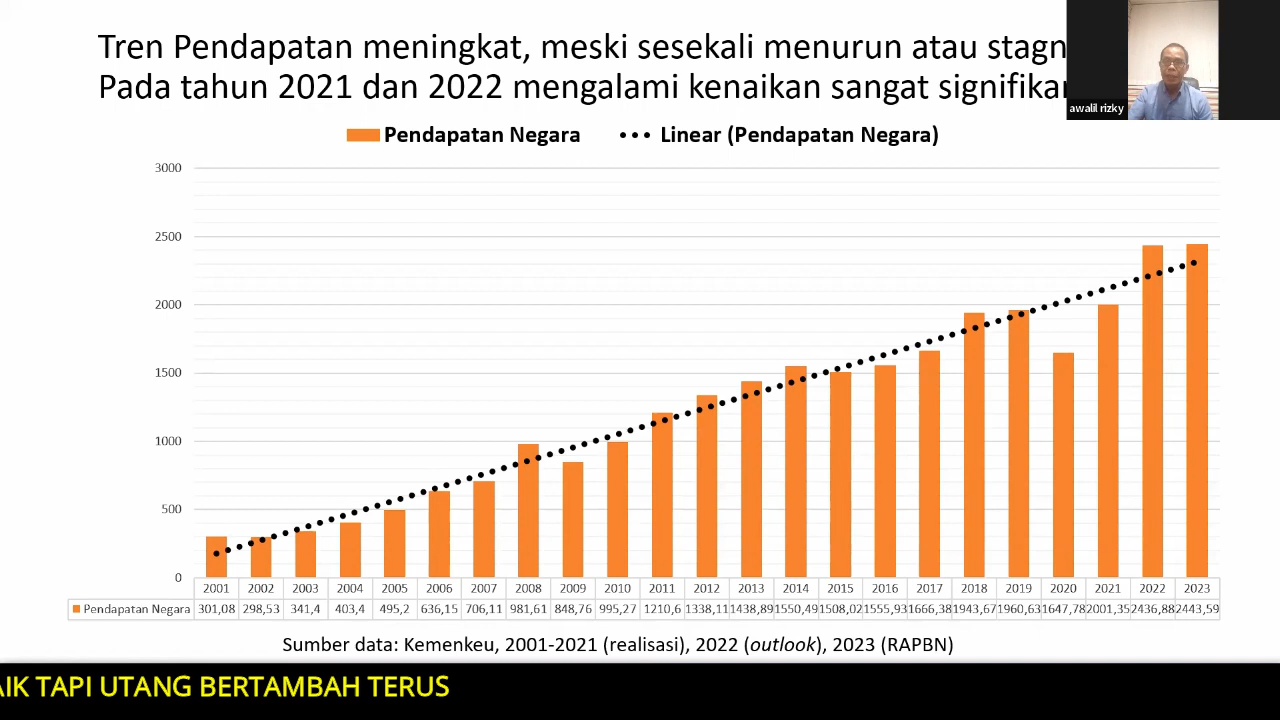 Tren Pendapatan meningkat, meski sesekali menurun atau stagn
Pada tahun 2021 dan 2022 mengalami kenaikan sangat signifikan
awalil rizky
Pendapatan Negara
Linear (Pendapatan Negara)
3000
2500
2000
1500
1000
500
0
2001 2002 2003 2004 2005 2006 2007 2008 2009 2010 2011 2012 2013 2014 2015 2016 2017 2018 2019 2020 2021 2022 2023
Pendapatan Negara 301,08 298,53 341,4 403,4 495,2 636,15 706,11 981,61 848,76 995,27 1210,6 1338,11 1438,89 1550,49 1508,02 1555,93 1666,38 1943,67 1960,63 1647,78 2001,35 2436,88 2443,59
Sumber data: Kemenkeu, 2001-2021 (realisasi), 2022 (outlook), 2023 (RAPBN)
AIK TAPI UTANG BERTAMBAH TERUS